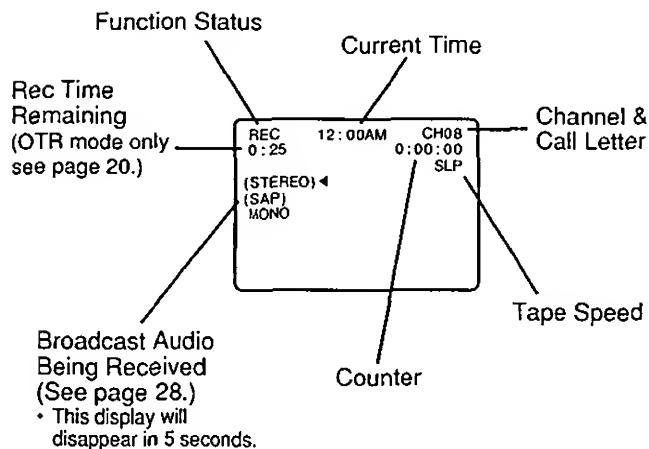 Function Status
Current Time
Rec Time
Remaining
(OTR mode only
see page 20.)
Channel &
Call Letter
REC 12:00AM CH08
0:25 0:00:00
SLP
(STEREO)◄
(SAP)
MONO
Tape Speed
Broadcast Audio
Being Received
(See page 28.)
• This display will
disappear in 5 seconds.
Counter